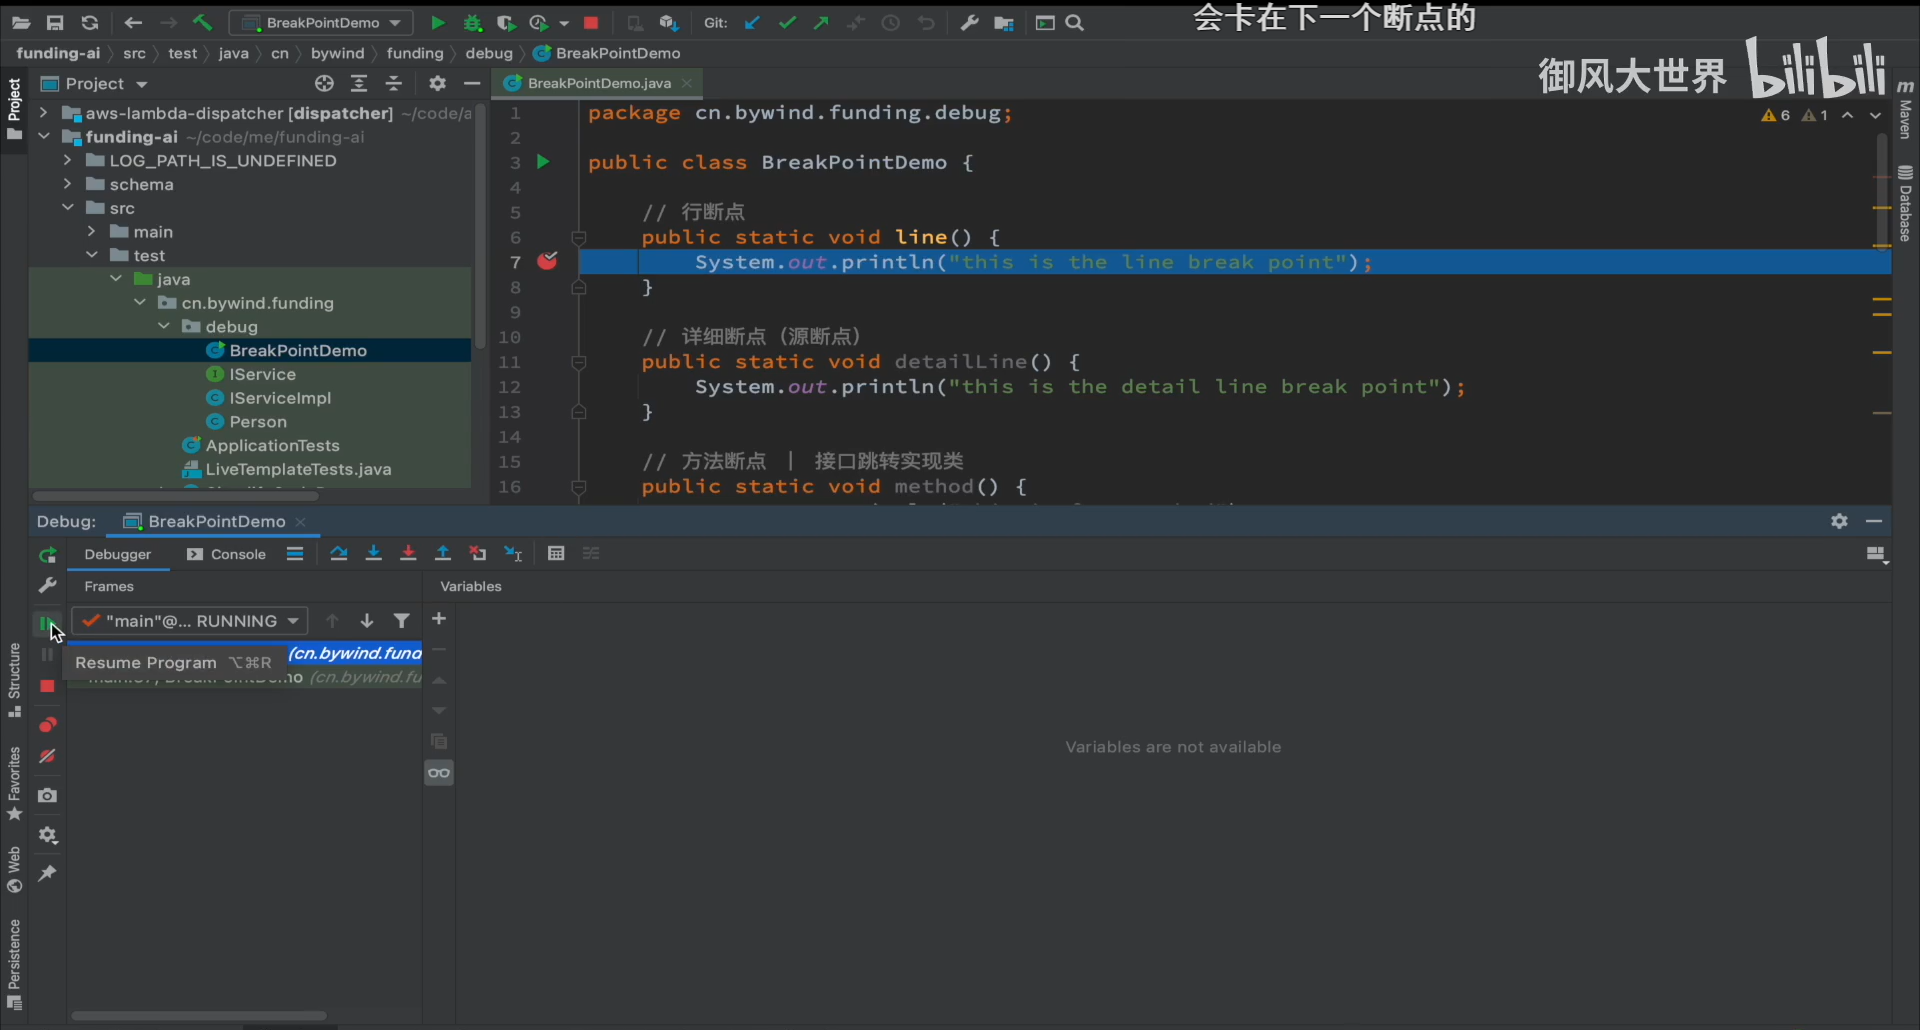 会卡在下一个断点的
御风大世界 bilibili
BreakPointDemo
Git:
funding-ai
src
test
java
cn
bywind
funding
debug
BreakPointDemo
Project
Project
aws-lambda-dispatcher [dispatcher] ~/code/a
funding-ai ~/code/me/funding-ai
LOG_PATH_IS_UNDEFINED
schema
src
main
test
java
cn.bywind.funding
debug
BreakPointDemo
IService
IServiceImpl
Person
ApplicationTests
LiveTemplateTests.java
BreakPointDemo.java
6
1
Maven
Database
1 package cn.bywind.funding.debug;
2
3 public class BreakPointDemo {
4
5 // 行断点
6 public static void line() {
7 System.out.println("this is the line break point");
8 }
9
10 // 详细断点（源断点）
11 public static void detailLine() {
12 System.out.println("this is the detail line break point");
13 }
14
15 // 方法断点 | 接口跳转实现类
16 public static void method() {
Debug:
BreakPointDemo
Debugger
Console
Frames
Variables
"main"@... RUNNING
(cn.bywind.fund
Resume Program ⌥⌘R
(cn.bywind.fu
Variables are not available
Structure
Favorites
Web
Persistence